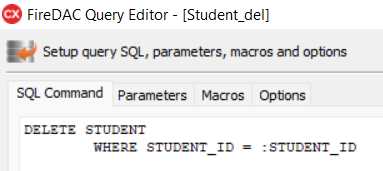 CX FireDAC Query Editor - [Student_del]
Setup query SQL, parameters, macros and options
SQL Command Parameters Macros Options
DELETE STUDENT
WHERE STUDENT_ID = :STUDENT_ID